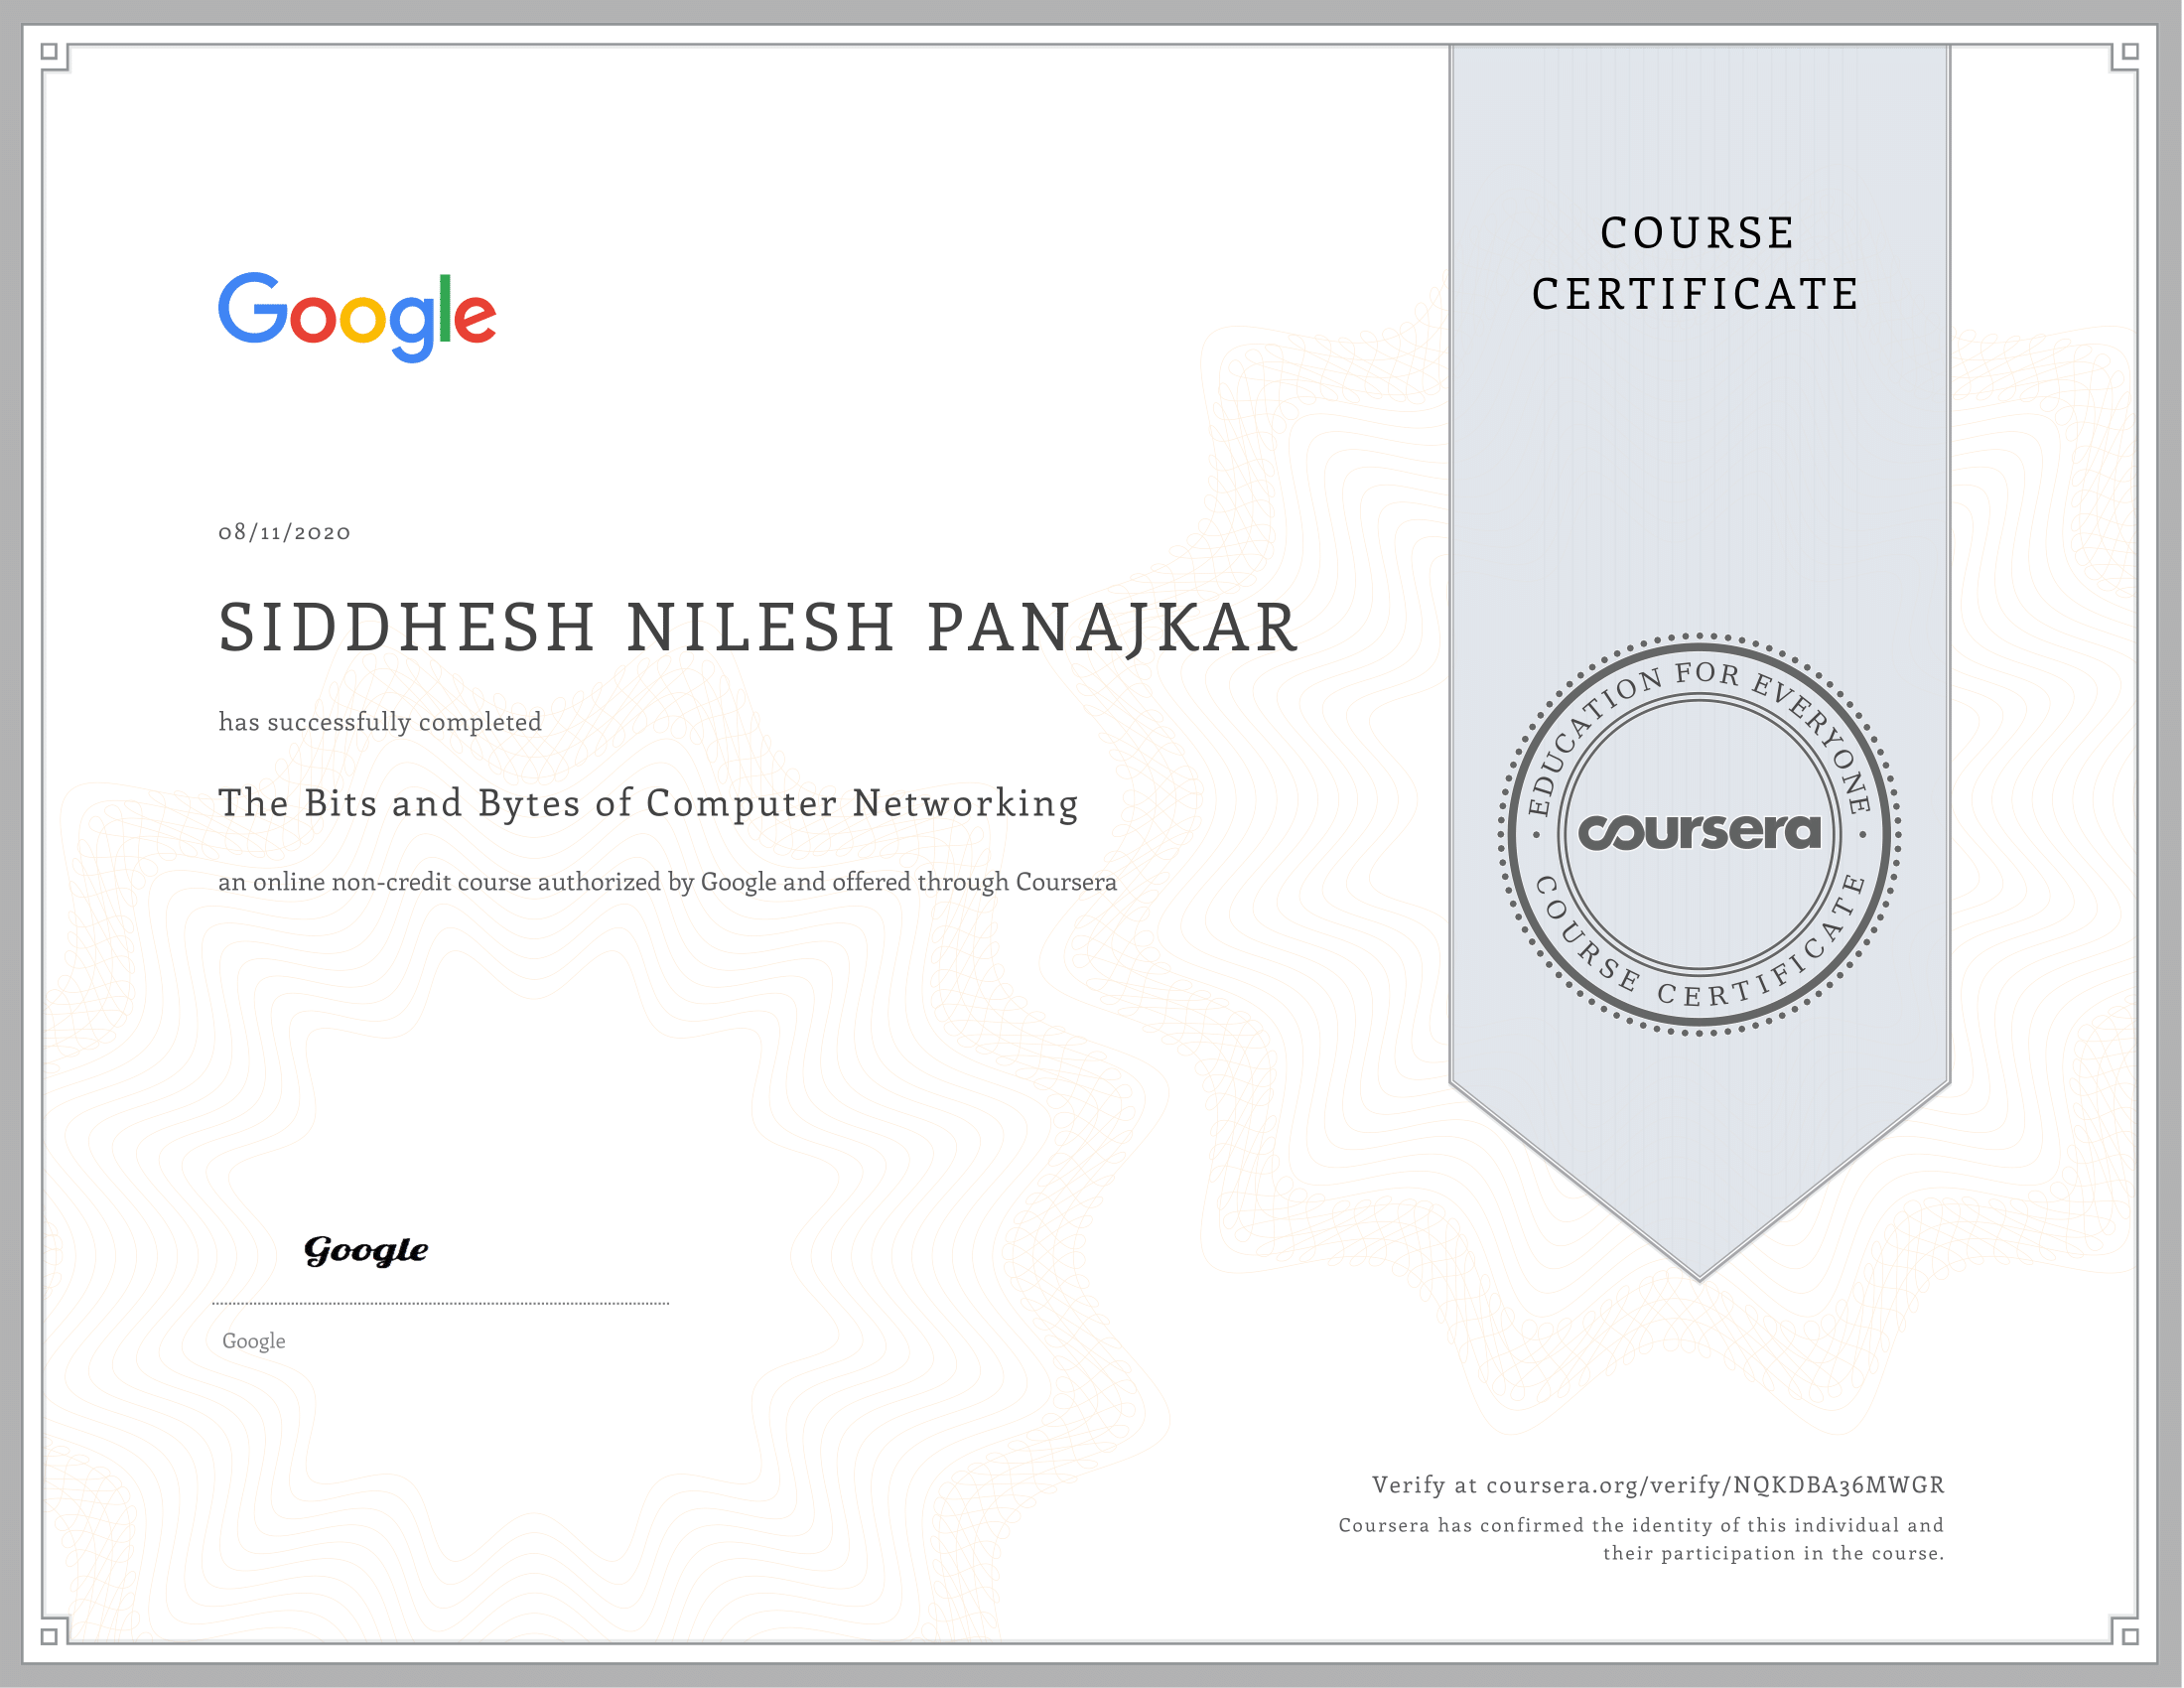 Google
COURSE
CERTIFICATE
08/11/2020
SIDDHESH NILESH PANAJKAR
has successfully completed
The Bits and Bytes of Computer Networking
an online non-credit course authorized by Google and offered through Coursera
EDUCATION FOR EVERYONE
coursera
COURSE CERTIFICATE
Google
Google
Verify at coursera.org/verify/NQKDBA36MWGR
Coursera has confirmed the identity of this individual and
their participation in the course.